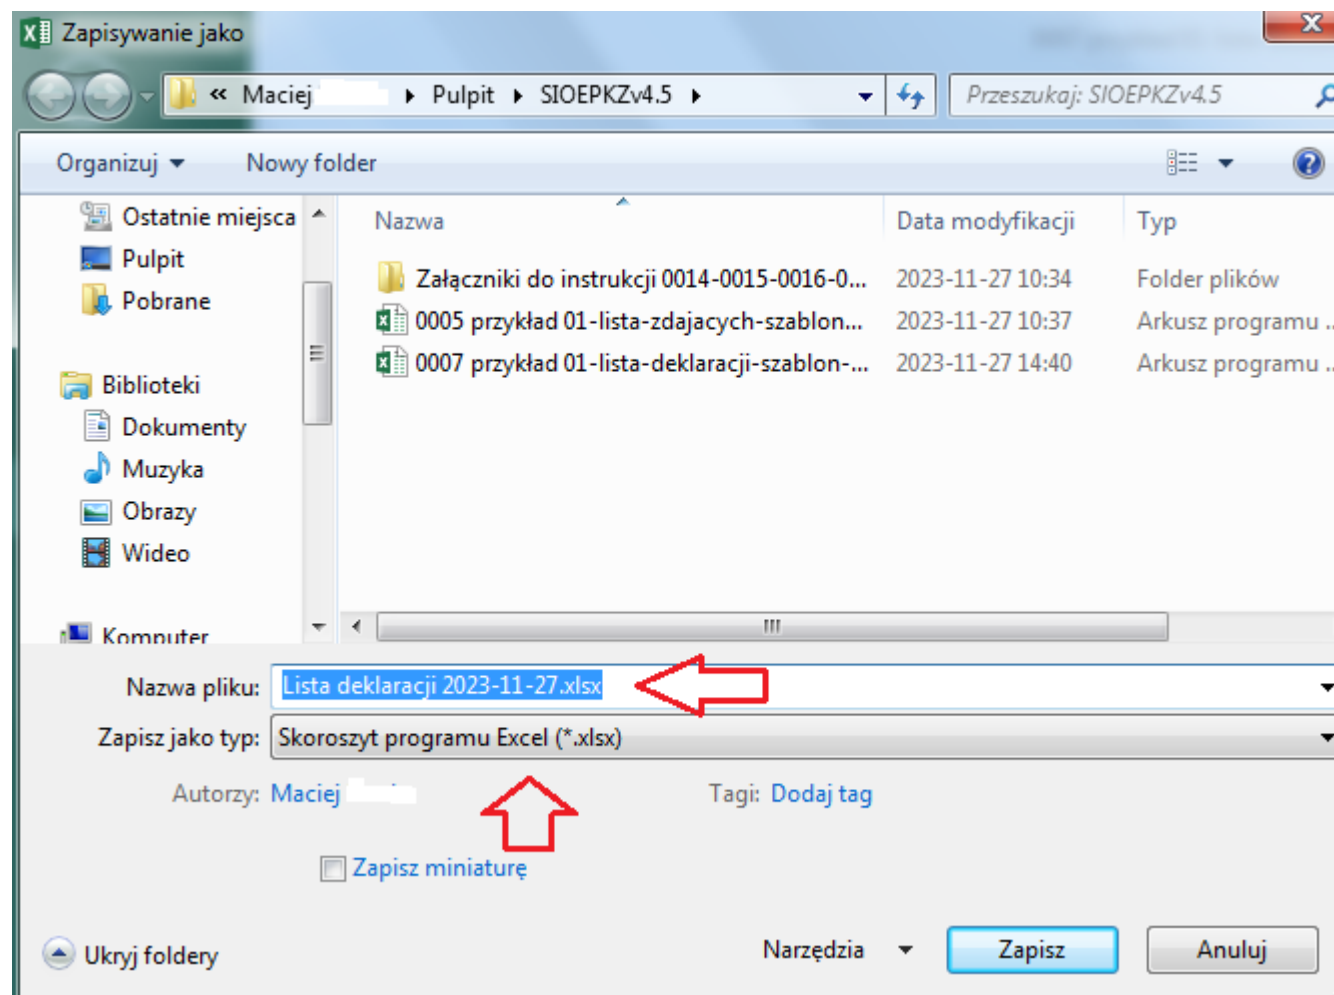 Zapisywanie jako
« Maciej ▸ Pulpit ▸ SIOEPKZv4.5 ▸
Przeszukaj: SIOEPKZv4.5
Organizuj
Nowy folder
Ostatnie miejsca
Pulpit
Pobrane
Biblioteki
Dokumenty
Muzyka
Obrazy
Wideo
Komputer
Nazwa Data modyfikacji Typ
Załączniki do instrukcji 0014-0015-0016-0... 2023-11-27 10:34 Folder plików
0005 przykład 01-lista-zdajacych-szablon... 2023-11-27 10:37 Arkusz programu ..
0007 przykład 01-lista-deklaracji-szablon-... 2023-11-27 14:40 Arkusz programu ..
Nazwa pliku: Lista deklaracji 2023-11-27.xlsx
Zapisz jako typ: Skoroszyt programu Excel (*.xlsx)
Autorzy: Maciej
Tagi: Dodaj tag
Zapisz miniaturę
Ukryj foldery
Narzędzia
Zapisz
Anuluj